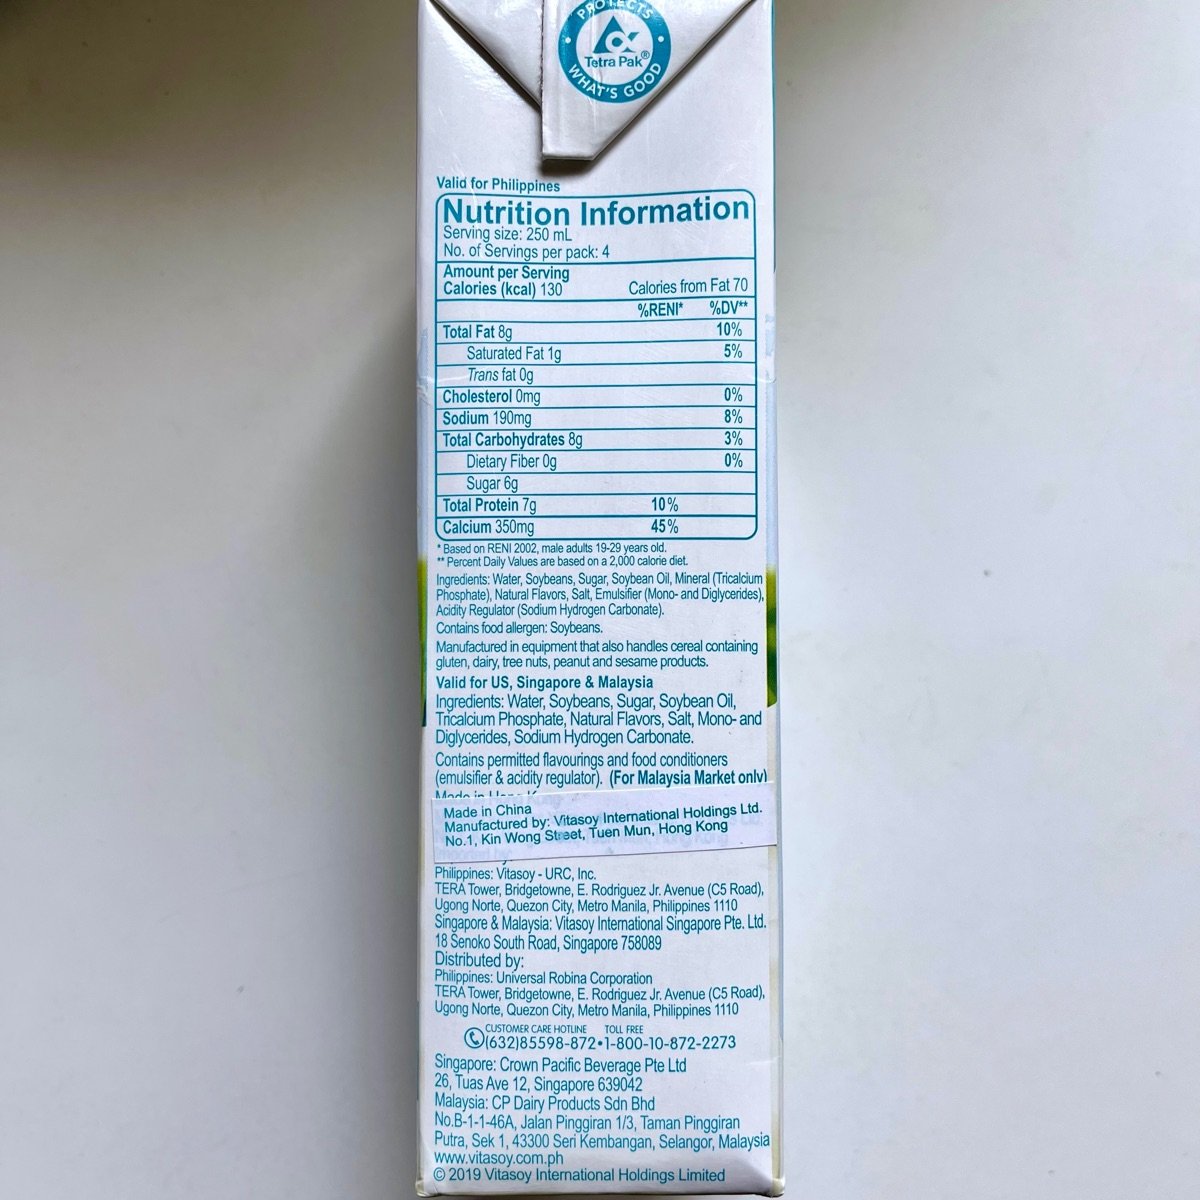 PROTECTS
Tetra Pak®
WHAT'S GOOD
Valid for Philippines
Nutrition Information
Serving size: 250 mL
No. of Servings per pack: 4
Amount per Serving
Calories (kcal) 130 Calories from Fat 70
%RENI* %DV**
Total Fat 8g 10%
Saturated Fat 1g 5%
Trans fat 0g
Cholesterol 0mg 0%
Sodium 190mg 8%
Total Carbohydrates 8g 3%
Dietary Fiber 0g 0%
Sugar 6g
Total Protein 7g 10%
Calcium 350mg 45%
* Based on RENI 2002, male adults 19-29 years old.
** Percent Daily Values are based on a 2,000 calorie diet.
Ingredients: Water, Soybeans, Sugar, Soybean Oil, Mineral (Tricalcium
Phosphate), Natural Flavors, Salt, Emulsifier (Mono- and Diglycerides),
Acidity Regulator (Sodium Hydrogen Carbonate).
Contains food allergen: Soybeans.
Manufactured in equipment that also handles cereal containing
gluten, dairy, tree nuts, peanut and sesame products.
Valid for US, Singapore & Malaysia
Ingredients: Water, Soybeans, Sugar, Soybean Oil,
Tricalcium Phosphate, Natural Flavors, Salt, Mono- and
Diglycerides, Sodium Hydrogen Carbonate.
Contains permitted flavourings and food conditioners
(emulsifier & acidity regulator). (For Malaysia Market only)
Made in Hong Kong
Made in China
Manufactured by: Vitasoy International Holdings Ltd.
No.1, Kin Wong Street, Tuen Mun, Hong Kong
Philippines: Vitasoy - URC, Inc.
TERA Tower, Bridgetowne, E. Rodriguez Jr. Avenue (C5 Road),
Ugong Norte, Quezon City, Metro Manila, Philippines 1110
Singapore & Malaysia: Vitasoy International Singapore Pte. Ltd.
18 Senoko South Road, Singapore 758089
Distributed by:
Philippines: Universal Robina Corporation
TERA Tower, Bridgetowne, E. Rodriguez Jr. Avenue (C5 Road),
Ugong Norte, Quezon City, Metro Manila, Philippines 1110
CUSTOMER CARE HOTLINE TOLL FREE
(632)85598-872•1-800-10-872-2273
Singapore: Crown Pacific Beverage Pte Ltd
26, Tuas Ave 12, Singapore 639042
Malaysia: CP Dairy Products Sdn Bhd
No.B-1-1-46A, Jalan Pinggiran 1/3, Taman Pinggiran
Putra, Sek 1, 43300 Seri Kembangan, Selangor, Malaysia
www.vitasoy.com.ph
© 2019 Vitasoy International Holdings Limited